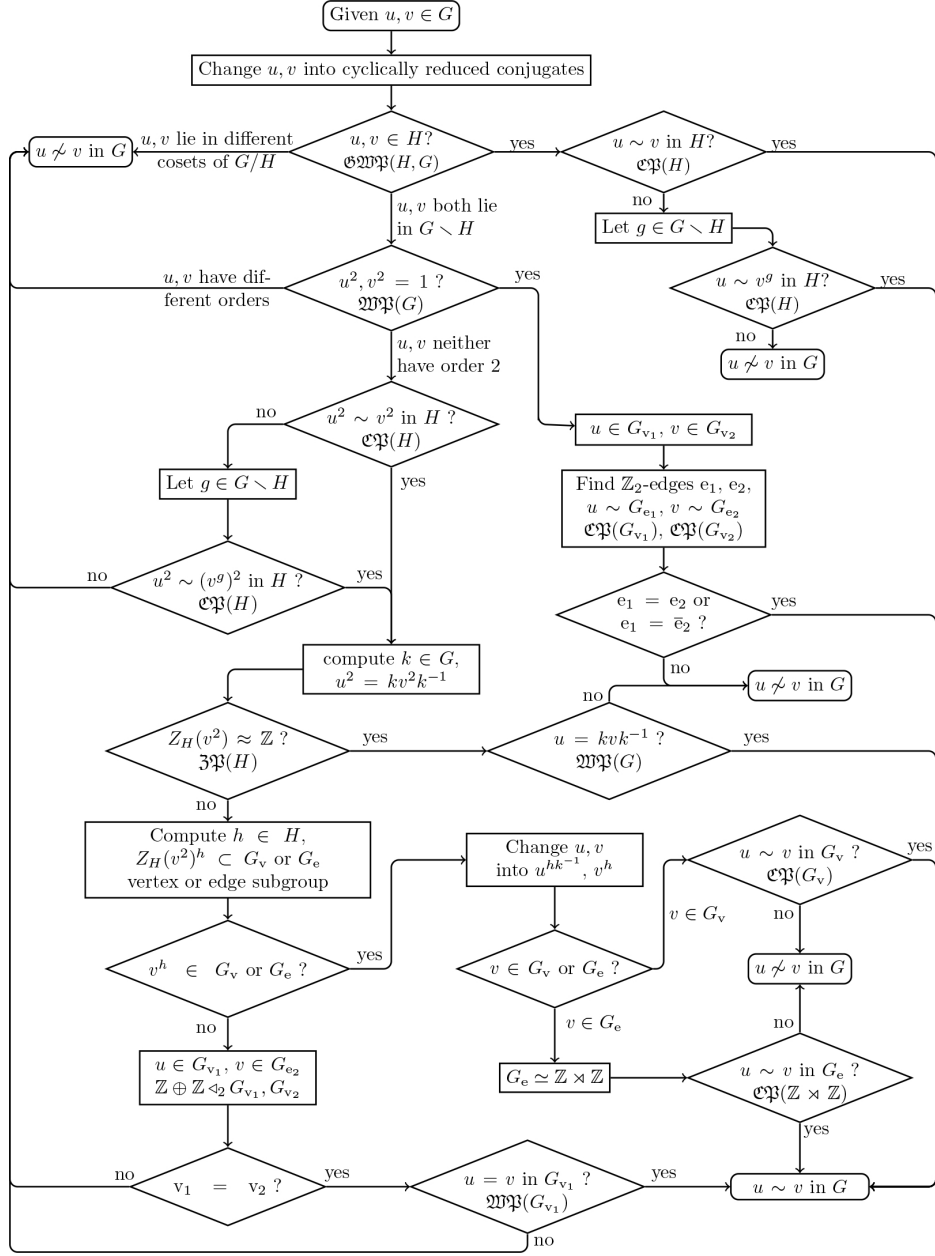 Given u, v ∈ G
Change u, v into cyclically reduced conjugates
u ≁ v in G
u, v lie in different
cosets of G/H
u, v ∈ H?
𝔊𝔚𝔓(H, G)
yes
u ∼ v in H?
ℭ𝔓(H)
yes
no
Let g ∈ G ∖ H
u, v both lie
in G ∖ H
u, v have dif-
ferent orders
u², v² = 1 ?
𝔚𝔓(G)
yes
u ∼ vᵍ in H?
ℭ𝔓(H)
yes
no
u ≁ v in G
u, v neither
have order 2
no
u² ∼ v² in H ?
ℭ𝔓(H)
yes
u ∈ G_{v₁}, v ∈ G_{v₂}
Let g ∈ G ∖ H
Find ℤ₂-edges e₁, e₂,
u ∼ G_{e₁}, v ∼ G_{e₂}
ℭ𝔓(G_{v₁}), ℭ𝔓(G_{v₂})
no
u² ∼ (vᵍ)² in H ?
ℭ𝔓(H)
yes
e₁ = e₂ or
e₁ = ē₂ ?
yes
no
compute k ∈ G,
u² = kv²k⁻¹
no
u ≁ v in G
Z_H(v²) ≈ ℤ ?
ℨ𝔓(H)
yes
u = kvk⁻¹ ?
𝔚𝔓(G)
yes
no
Compute h ∈ H,
Z_H(v²)ʰ ⊂ G_v or G_e
vertex or edge subgroup
Change u, v
into u^{hk⁻¹}, vʰ
u ∼ v in G_v ?
ℭ𝔓(G_v)
yes
v ∈ G_v
no
vʰ ∈ G_v or G_e ?
yes
v ∈ G_v or G_e ?
u ≁ v in G
no
v ∈ G_e
no
u ∈ G_{v₁}, v ∈ G_{e₂}
ℤ ⊕ ℤ ◃₂ G_{v₁}, G_{v₂}
G_e ≃ ℤ ⋊ ℤ
u ∼ v in G_e ?
ℭ𝔓(ℤ ⋊ ℤ)
yes
no
v₁ = v₂ ?
yes
u = v in G_{v₁} ?
𝔚𝔓(G_{v₁})
yes
u ∼ v in G
no